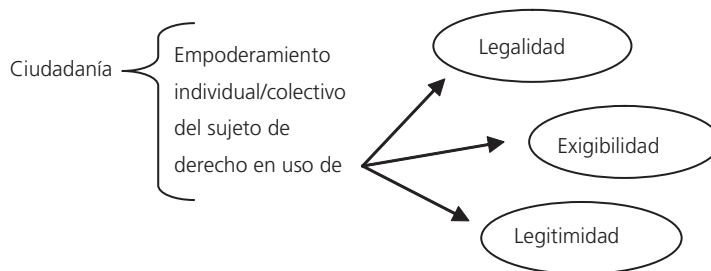 Ciudadanía
Empoderamiento
individual/colectivo
del sujeto de
derecho en uso de
Legalidad
Exigibilidad
Legitimidad